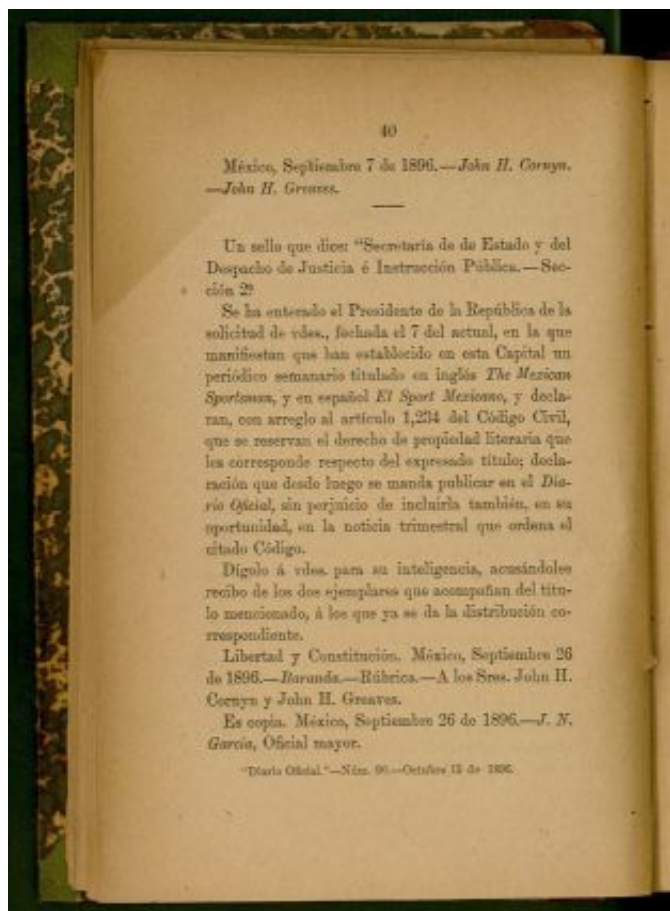 40
México, Septiembre 7 de 1896.—John H. Cornyn.
—John H. Greaves.
Un sello que dice: “Secretaría de de Estado y del
Despacho de Justicia é Instrucción Pública.—Sec-
ción 2ª
Se ha enterado el Presidente de la República de la
solicitud de vdes., fechada el 7 del actual, en la que
manifiestan que han establecido en esta Capital un
periódico semanario titulado en inglés The Mexican
Sportsman, y en español El Sport Mexicano, y decla-
ran, con arreglo al artículo 1,234 del Código Civil,
que se reservan el derecho de propiedad literaria que
les corresponde respecto del expresado título; decla-
ración que desde luego se manda publicar en el Dia-
rio Oficial, sin perjuicio de incluirla también, en su
oportunidad, en la noticia trimestral que ordena el
citado Código.
Dígolo á vdes. para su inteligencia, acusándoles
recibo de los dos ejemplares que acompañan del títu-
lo mencionado, á los que ya se da la distribución co-
rrespondiente.
Libertad y Constitución. México, Septiembre 26
de 1896.—Baranda.—Rúbrica.—A los Sres. John H.
Cornyn y John H. Greaves.
Es copia. México, Septiembre 26 de 1896.—J. N.
García, Oficial mayor.
“Diario Oficial.”—Núm. 90.—Octubre 13 de 1896.